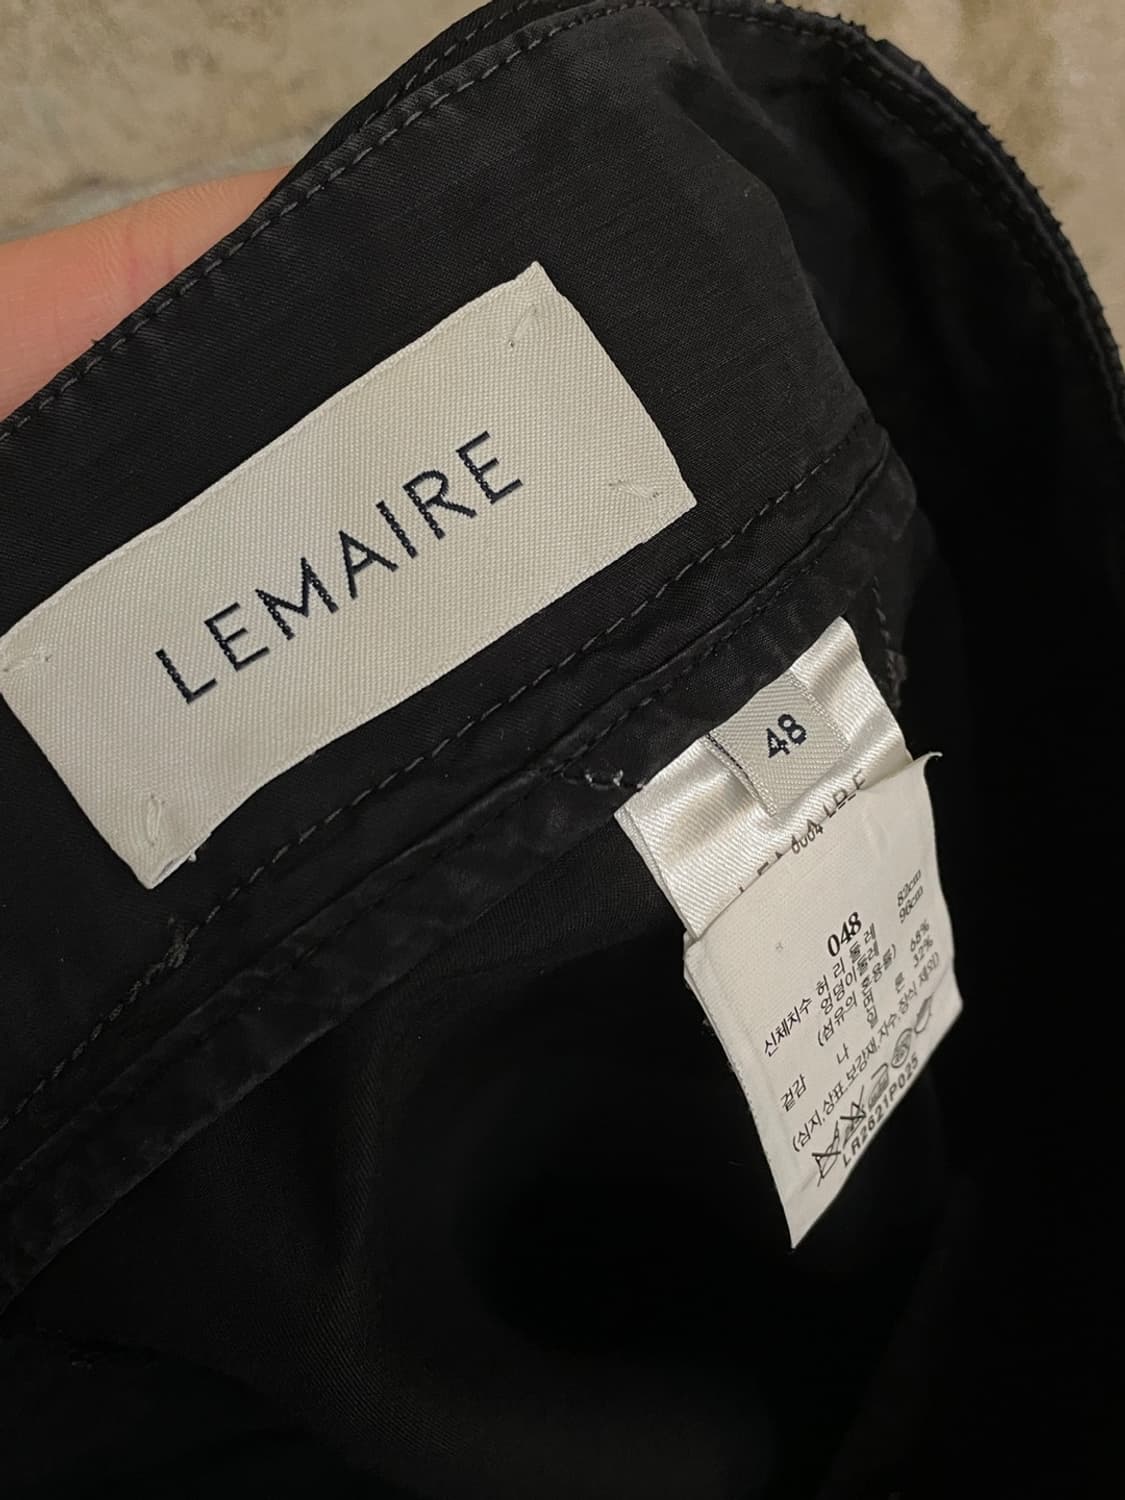 LEMAIRE
48
048
신체치수 허 리 둘 레 82cm
엉덩이둘레 96cm
(섬유의 혼용률)
겉감 면 68%
나 일 론 32%
(심지,상표,보강재,자수,장식 제외)
LR2621P025